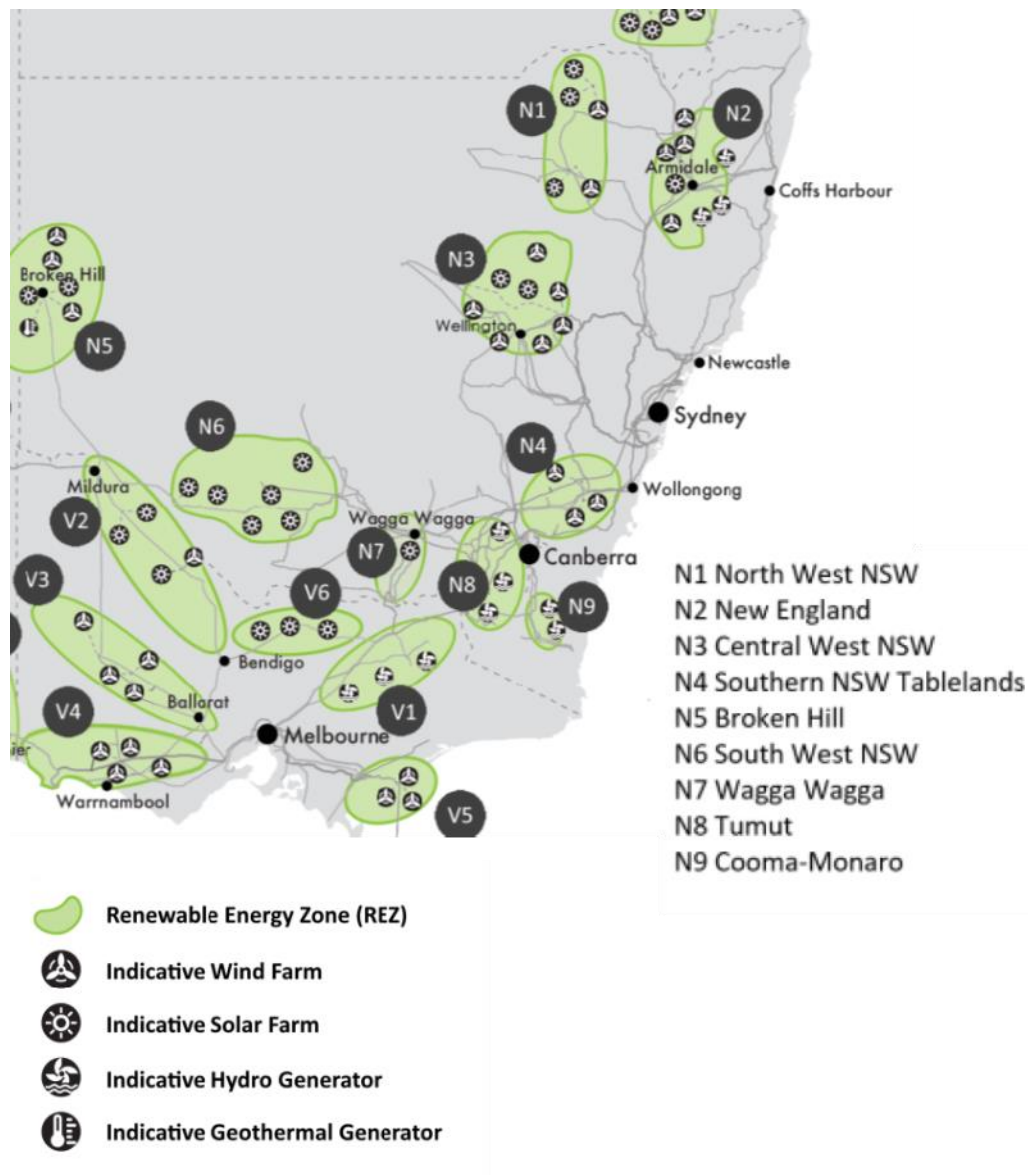 N1
N2
Armidale
Coffs Harbour
N3
Broken Hill
Wellington
N5
Newcastle
Sydney
N6
N4
Mildura
Wollongong
V2
Wagga Wagga
N7
Canberra
V3
N8
V6
N9
Bendigo
Ballarat
V4
V1
Melbourne
ier
Warrnambool
V5
N1 North West NSW
N2 New England
N3 Central West NSW
N4 Southern NSW Tablelands
N5 Broken Hill
N6 South West NSW
N7 Wagga Wagga
N8 Tumut
N9 Cooma-Monaro
Renewable Energy Zone (REZ)
Indicative Wind Farm
Indicative Solar Farm
Indicative Hydro Generator
Indicative Geothermal Generator